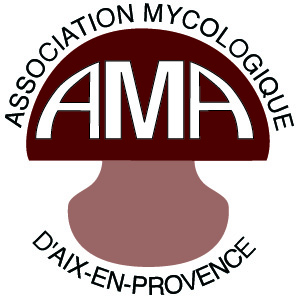 ASSOCIATION MYCOLOGIQUE
AMA
D'AIX-EN-PROVENCE